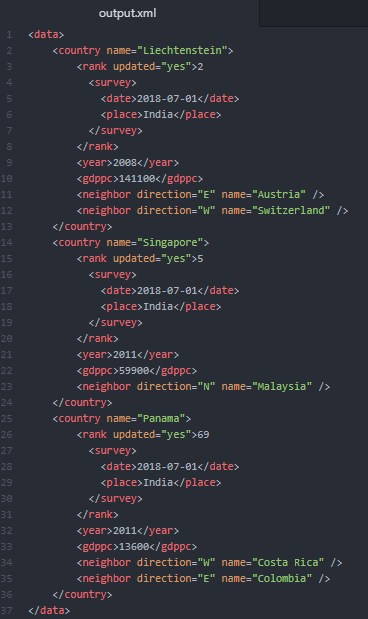 output.xml
1 <data>
2     <country name="Liechtenstein">
3         <rank updated="yes">2
4           <survey>
5             <date>2018-07-01</date>
6             <place>India</place>
7           </survey>
8         </rank>
9         <year>2008</year>
10         <gdppc>141100</gdppc>
11         <neighbor direction="E" name="Austria" />
12         <neighbor direction="W" name="Switzerland" />
13     </country>
14     <country name="Singapore">
15         <rank updated="yes">5
16           <survey>
17             <date>2018-07-01</date>
18             <place>India</place>
19           </survey>
20         </rank>
21         <year>2011</year>
22         <gdppc>59900</gdppc>
23         <neighbor direction="N" name="Malaysia" />
24     </country>
25     <country name="Panama">
26         <rank updated="yes">69
27           <survey>
28             <date>2018-07-01</date>
29             <place>India</place>
30           </survey>
31         </rank>
32         <year>2011</year>
33         <gdppc>13600</gdppc>
34         <neighbor direction="W" name="Costa Rica" />
35         <neighbor direction="E" name="Colombia" />
36     </country>
37 </data>